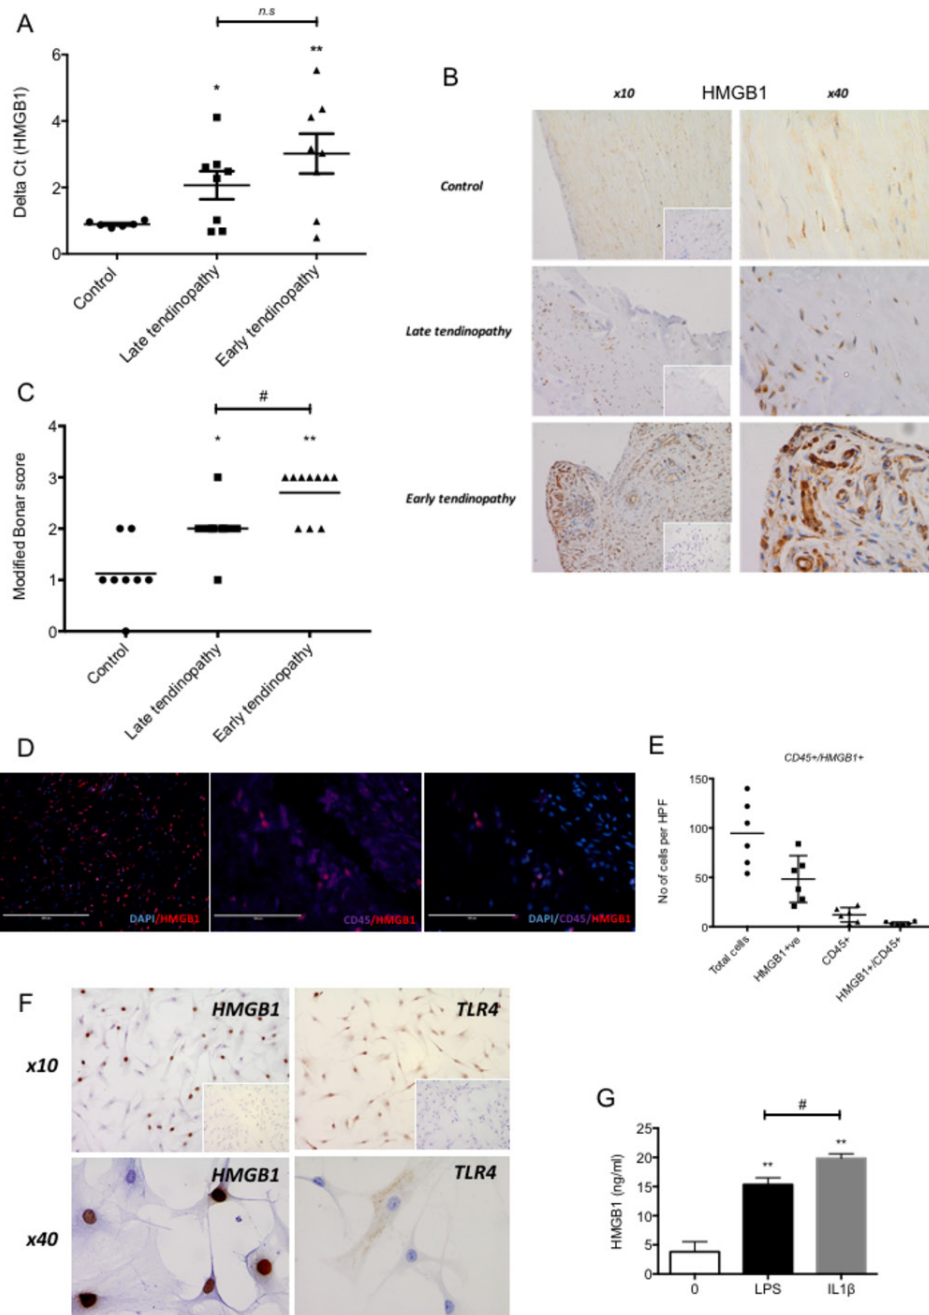 A
n.s
**
*
6
4
2
0
Delta Ct (HMGB1)
Control
Late tendinopathy
Early tendinopathy
B
x10 HMGB1 x40
Control
Late tendinopathy
Early tendinopathy
C
#
* **
4
3
2
1
0
Modified Bonar score
Control
Late tendinopathy
Early tendinopathy
D
DAPI/HMGB1
CD45/HMGB1
DAPI/CD45/HMGB1
E
CD45+/HMGB1+
150
100
50
0
No of cells per HPF
Total cells
HMGB1+ve
CD45+
HMGB1+/CD45+
F
HMGB1 TLR4
x10
HMGB1 TLR4
x40
G
#
** **
25
20
15
10
5
0
HMGB1 (ng/ml)
0 LPS IL1β